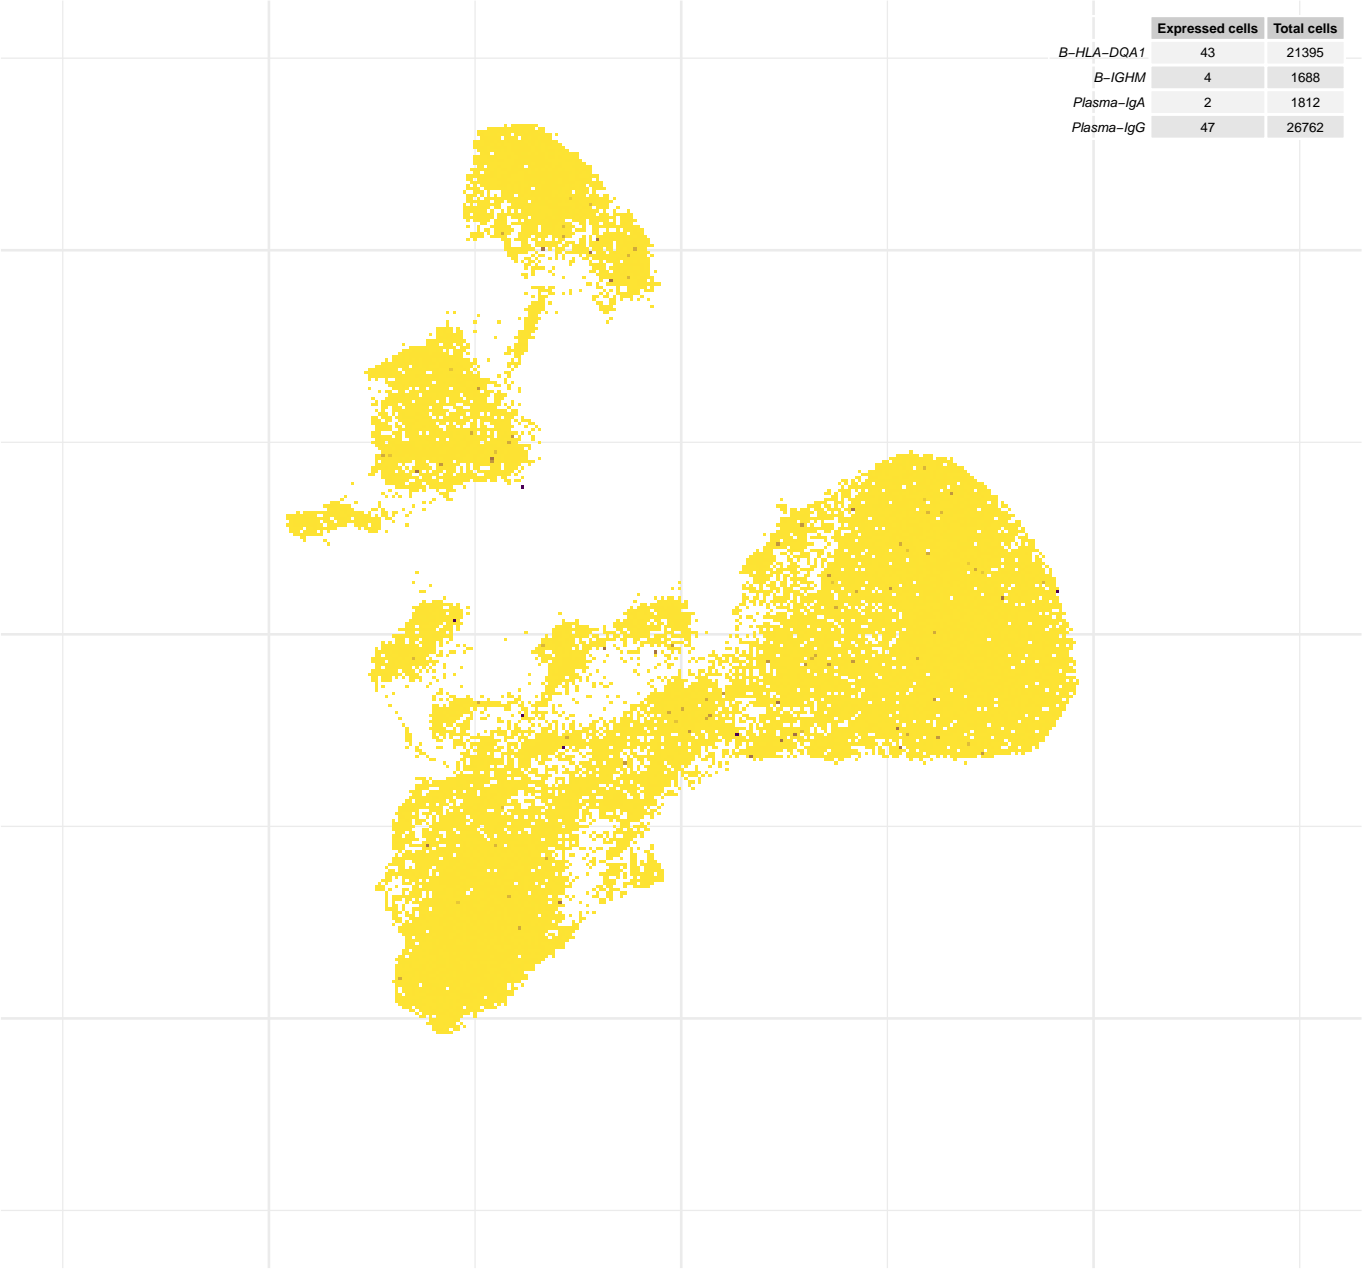 Expressed cells Total cells
B−HLA−DQA1 43 21395
B−IGHM 4 1688
Plasma−IgA 2 1812
Plasma−IgG 47 26762